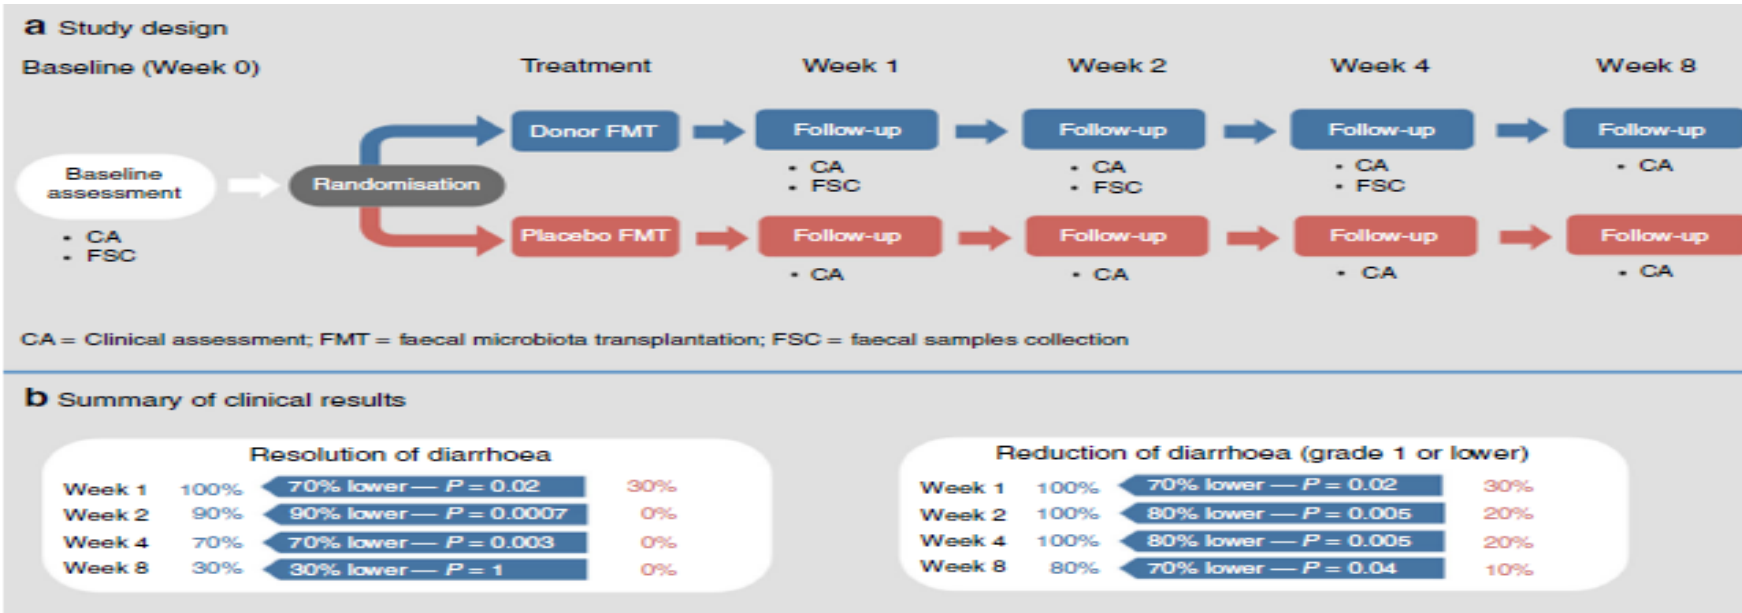 a Study design
Baseline (Week 0) Treatment Week 1 Week 2 Week 4 Week 8
Donor FMT Follow-up Follow-up Follow-up Follow-up
• CA • CA • CA • CA
• FSC • FSC • FSC
Baseline
assessment
Randomisation
• CA
• FSC
Placebo FMT Follow-up Follow-up Follow-up Follow-up
• CA • CA • CA • CA
CA = Clinical assessment; FMT = faecal microbiota transplantation; FSC = faecal samples collection
b Summary of clinical results
Resolution of diarrhoea
Week 1 100% 70% lower — P = 0.02 30%
Week 2 90% 90% lower — P = 0.0007 0%
Week 4 70% 70% lower — P = 0.003 0%
Week 8 30% 30% lower — P = 1 0%
Reduction of diarrhoea (grade 1 or lower)
Week 1 100% 70% lower — P = 0.02 30%
Week 2 100% 80% lower — P = 0.005 20%
Week 4 100% 80% lower — P = 0.005 20%
Week 8 80% 70% lower — P = 0.04 10%